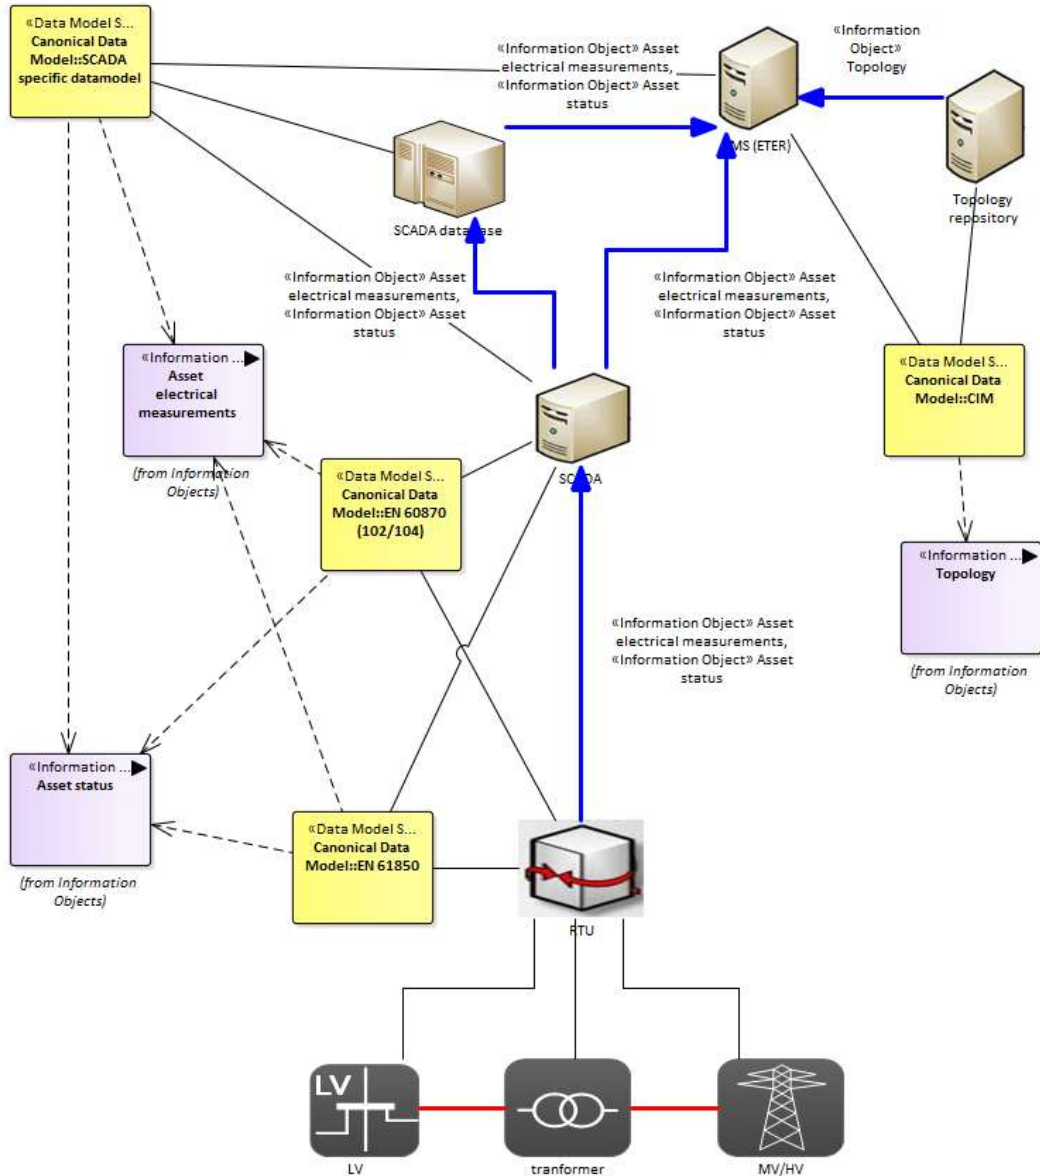 «Data Model S...
Canonical Data
Model::SCADA
specific datamodel
«Information Object» Asset
electrical measurements,
«Information Object» Asset
status
«Information
Object»
Topology
MS (ETER)
Topology
repository
SCADA database
«Information Object» Asset
electrical measurements,
«Information Object» Asset
status
«Information Object» Asset
electrical measurements,
«Information Object» Asset
status
«Information ...
Asset
electrical
measurements
(from Information
Objects)
«Data Model S...
Canonical Data
Model::CIM
SCADA
«Data Model S...
Canonical Data
Model::EN 60870
(102/104)
«Information ...
Topology
(from Information
Objects)
«Information Object» Asset
electrical measurements,
«Information Object» Asset
status
«Information ...
Asset status
(from Information
Objects)
«Data Model S...
Canonical Data
Model::EN 61850
RTU
LV
LV
tranformer
MV/HV